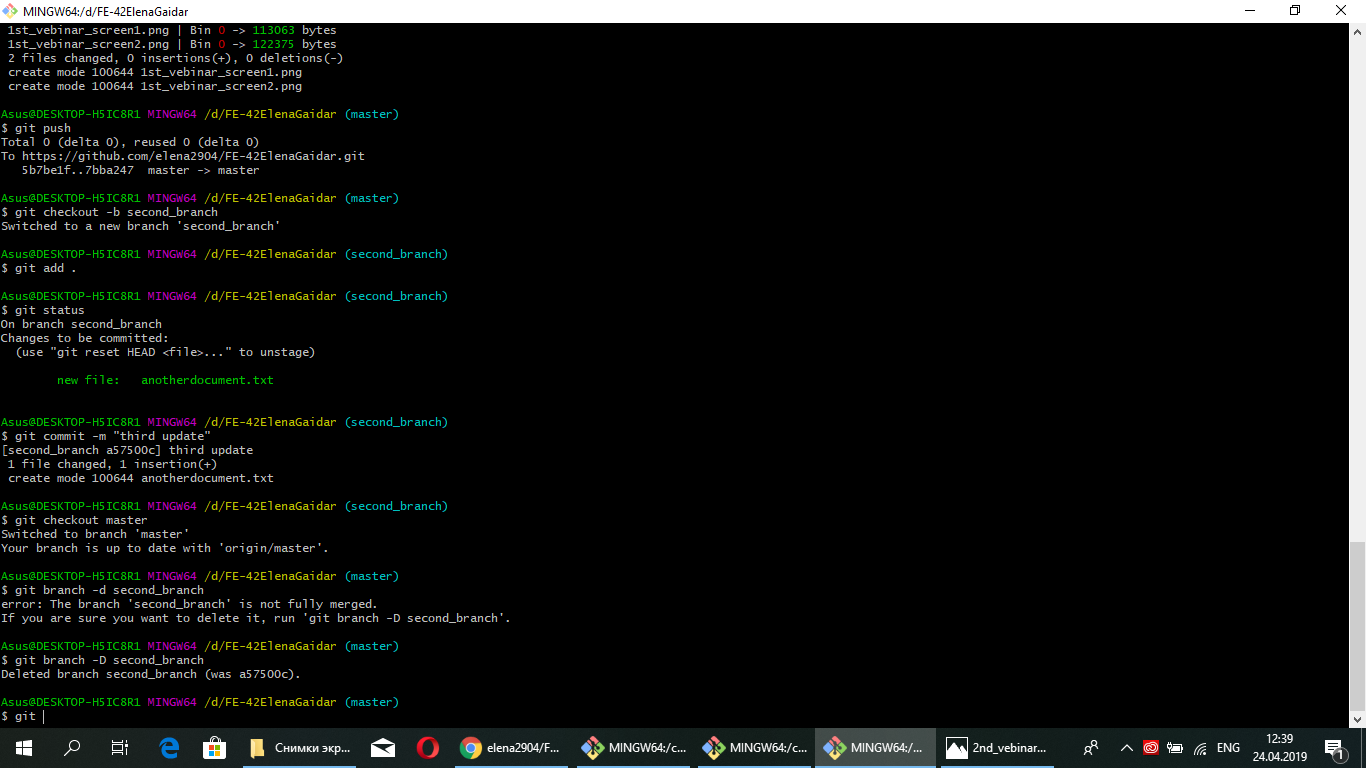 MINGW64:/d/FE-42ElenaGaidar
1st_vebinar_screen1.png | Bin 0 -> 113063 bytes
1st_vebinar_screen2.png | Bin 0 -> 122375 bytes
2 files changed, 0 insertions(+), 0 deletions(-)
create mode 100644 1st_vebinar_screen1.png
create mode 100644 1st_vebinar_screen2.png
Asus@DESKTOP-H5IC8R1 MINGW64 /d/FE-42ElenaGaidar (master)
$ git push
Total 0 (delta 0), reused 0 (delta 0)
To https://github.com/elena2904/FE-42ElenaGaidar.git
5b7be1f..7bba247  master -> master
Asus@DESKTOP-H5IC8R1 MINGW64 /d/FE-42ElenaGaidar (master)
$ git checkout -b second_branch
Switched to a new branch 'second_branch'
Asus@DESKTOP-H5IC8R1 MINGW64 /d/FE-42ElenaGaidar (second_branch)
$ git add .
Asus@DESKTOP-H5IC8R1 MINGW64 /d/FE-42ElenaGaidar (second_branch)
$ git status
On branch second_branch
Changes to be committed:
(use "git reset HEAD <file>..." to unstage)
new file:   anotherdocument.txt
Asus@DESKTOP-H5IC8R1 MINGW64 /d/FE-42ElenaGaidar (second_branch)
$ git commit -m "third update"
[second_branch a57500c] third update
1 file changed, 1 insertion(+)
create mode 100644 anotherdocument.txt
Asus@DESKTOP-H5IC8R1 MINGW64 /d/FE-42ElenaGaidar (second_branch)
$ git checkout master
Switched to branch 'master'
Your branch is up to date with 'origin/master'.
Asus@DESKTOP-H5IC8R1 MINGW64 /d/FE-42ElenaGaidar (master)
$ git branch -d second_branch
error: The branch 'second_branch' is not fully merged.
If you are sure you want to delete it, run 'git branch -D second_branch'.
Asus@DESKTOP-H5IC8R1 MINGW64 /d/FE-42ElenaGaidar (master)
$ git branch -D second_branch
Deleted branch second_branch (was a57500c).
Asus@DESKTOP-H5IC8R1 MINGW64 /d/FE-42ElenaGaidar (master)
$ git
Снимки экр... elena2904/F... MINGW64:/c... MINGW64:/c... MINGW64:/... 2nd_vebinar... ENG 12:39
24.04.2019
1